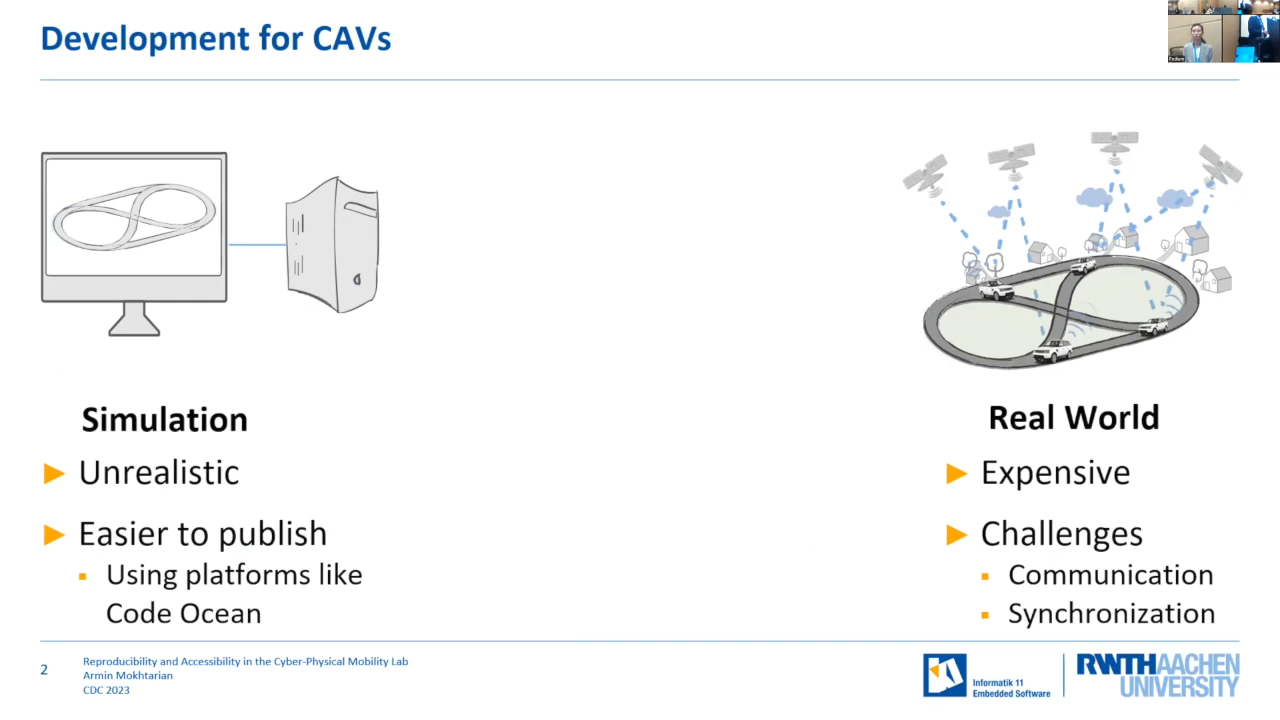 Development for CAVs
Simulation
Unrealistic
Easier to publish
Using platforms like
Code Ocean
Real World
Expensive
Challenges
Communication
Synchronization
2
Reproducibility and Accessibility in the Cyber-Physical Mobility Lab
Armin Mokhtarian
CDC 2023
Informatik 11
Embedded Software
RWTH AACHEN
UNIVERSITY